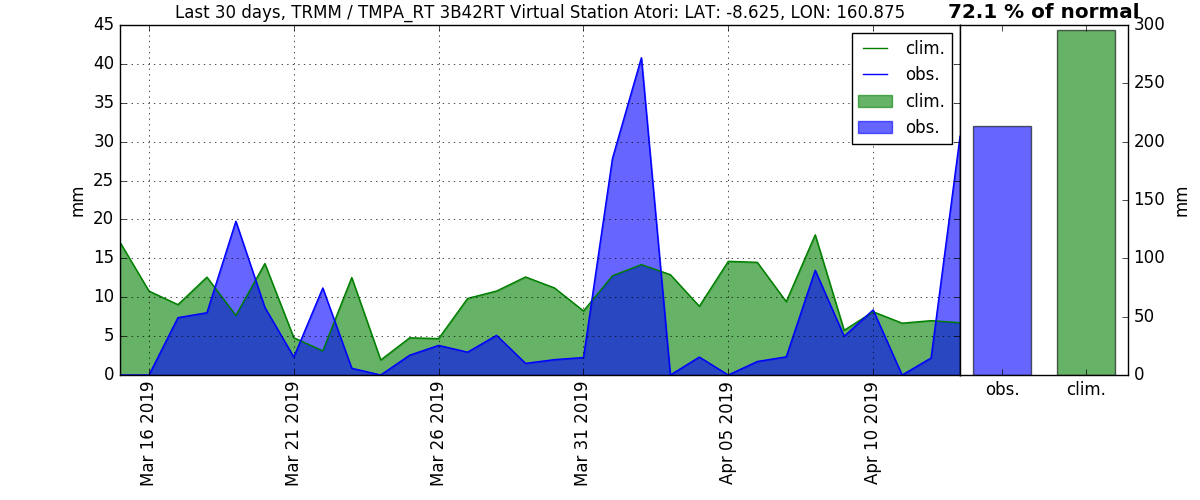 Last 30 days, TRMM / TMPA_RT 3B42RT Virtual Station Atori: LAT: -8.625, LON: 160.875
72.1 % of normal
45
40
35
30
25
20
15
10
5
0
mm
clim.
obs.
clim.
obs.
300
250
200
150
100
50
0
mm
Mar 16 2019
Mar 21 2019
Mar 26 2019
Mar 31 2019
Apr 05 2019
Apr 10 2019
obs.
clim.